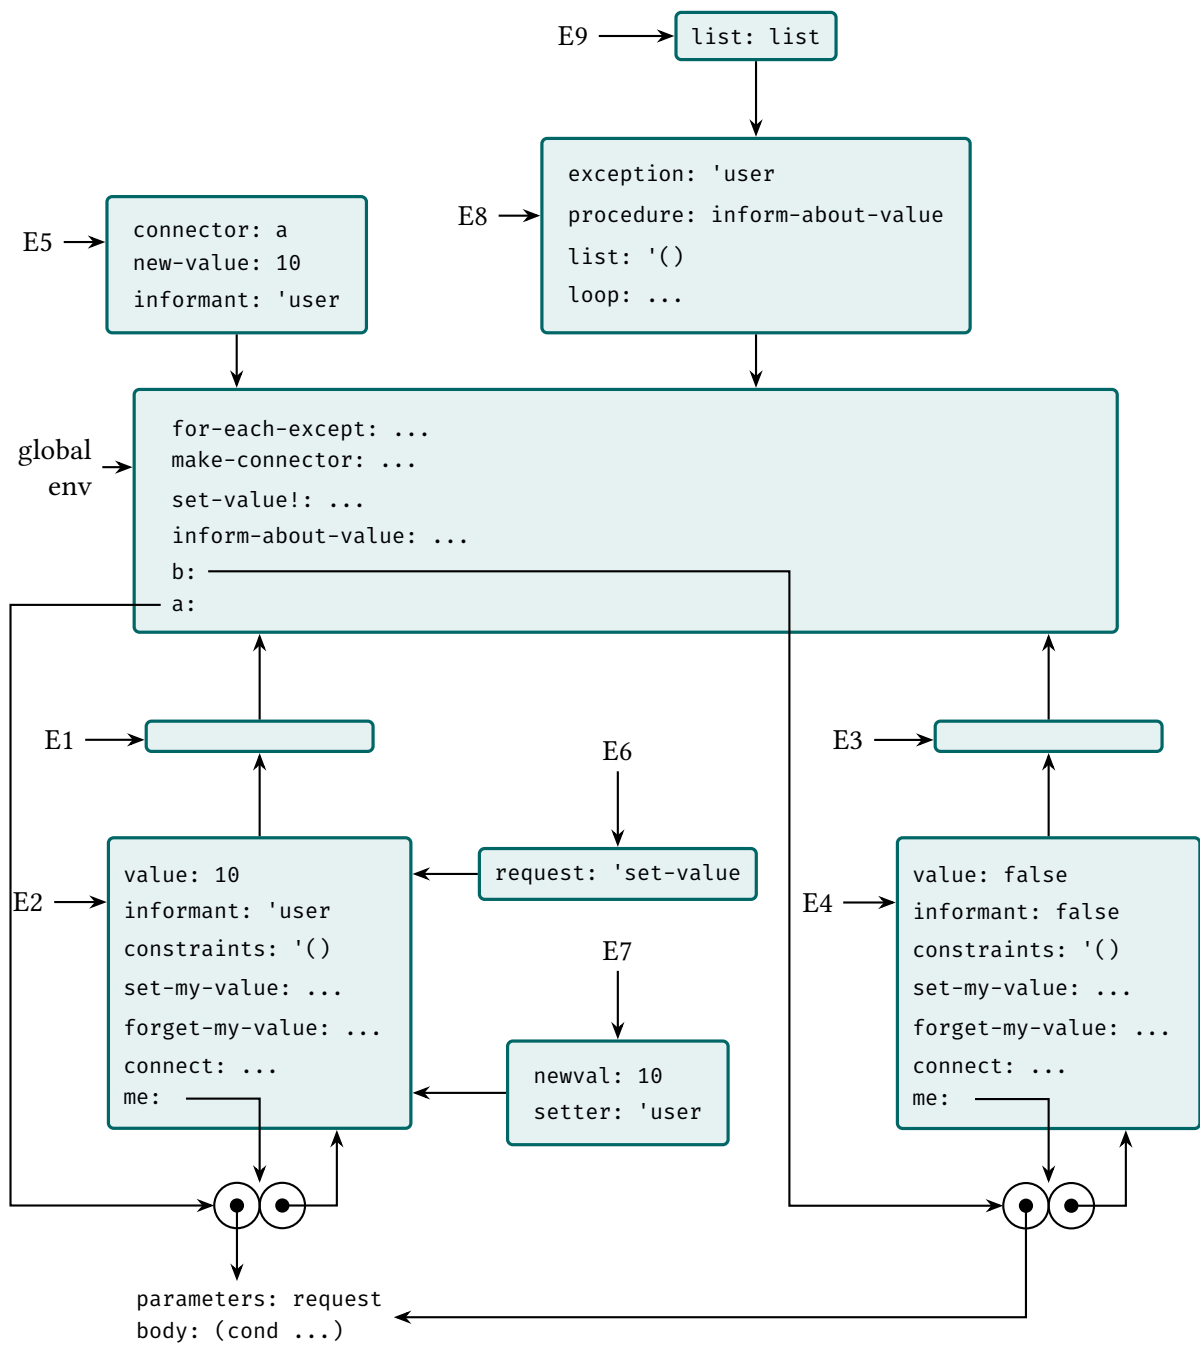 E9
list: list
exception: 'user
E8
procedure: inform-about-value
list: '()
loop: ...
connector: a
E5
new-value: 10
informant: 'user
for-each-except: ...
global
env
make-connector: ...
set-value!: ...
inform-about-value: ...
b:
a:
E1
E3
E6
request: 'set-value
value: 10
E2
informant: 'user
constraints: '()
set-my-value: ...
forget-my-value: ...
connect: ...
me:
E7
newval: 10
setter: 'user
value: false
E4
informant: false
constraints: '()
set-my-value: ...
forget-my-value: ...
connect: ...
me:
parameters: request
body: (cond ...)